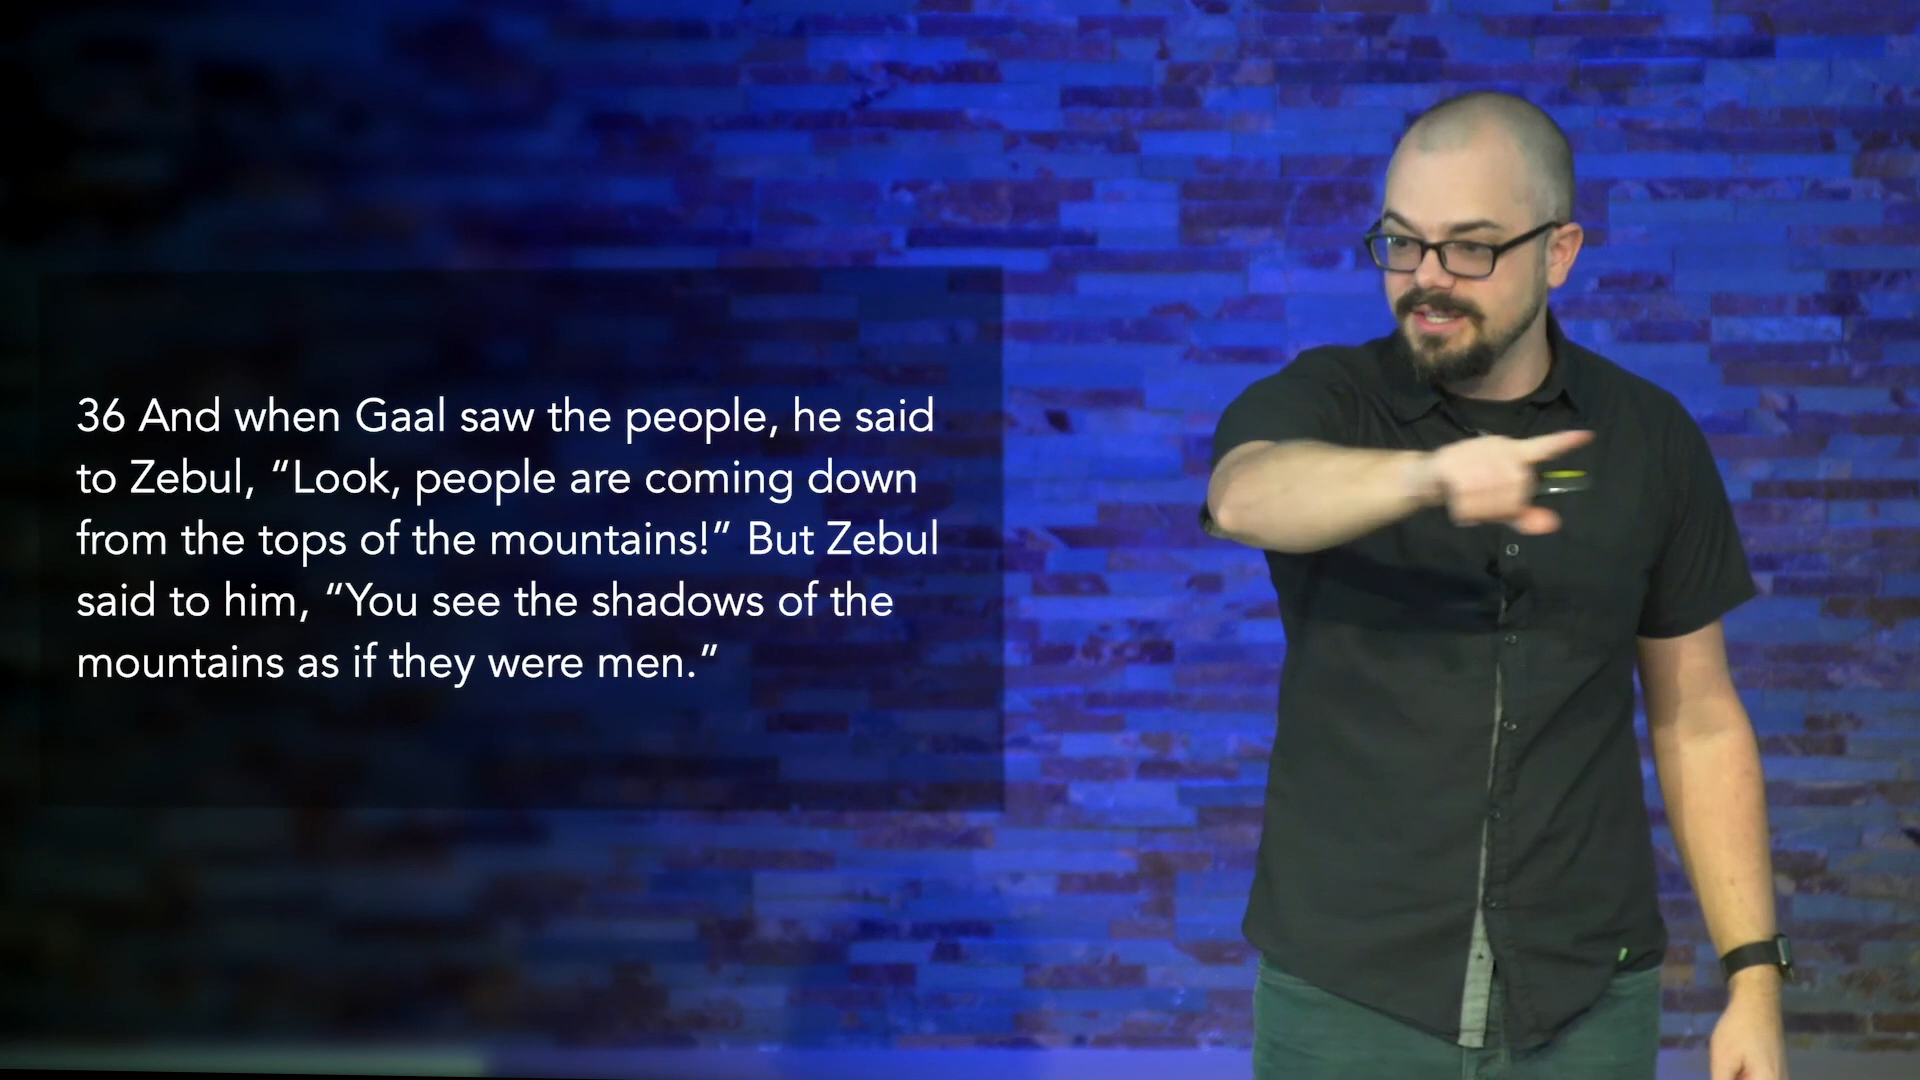 36 And when Gaal saw the people, he said
to Zebul, “Look, people are coming down
from the tops of the mountains!” But Zebul
said to him, “You see the shadows of the
mountains as if they were men.”